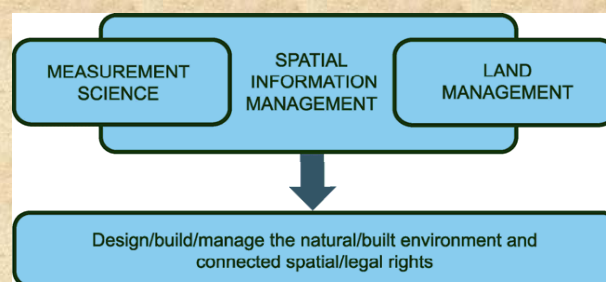 MEASUREMENT
SCIENCE
SPATIAL
INFORMATION
MANAGEMENT
LAND
MANAGEMENT
Design/build/manage the natural/built environment and
connected spatial/legal rights